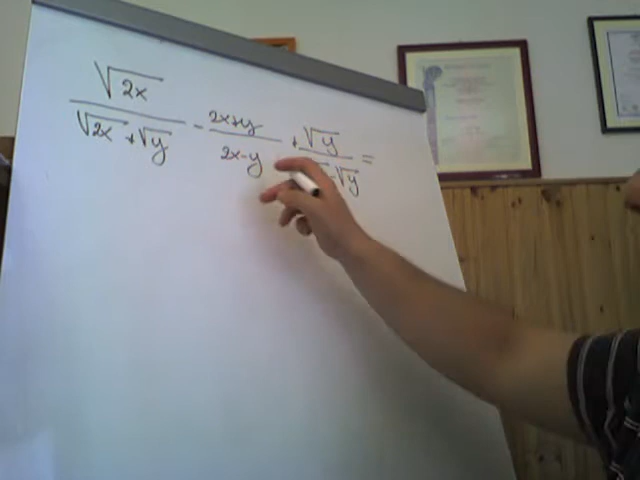 √2x / (√2x + √y) - (2x+y) / (2x-y) + √y / ( -√y) =